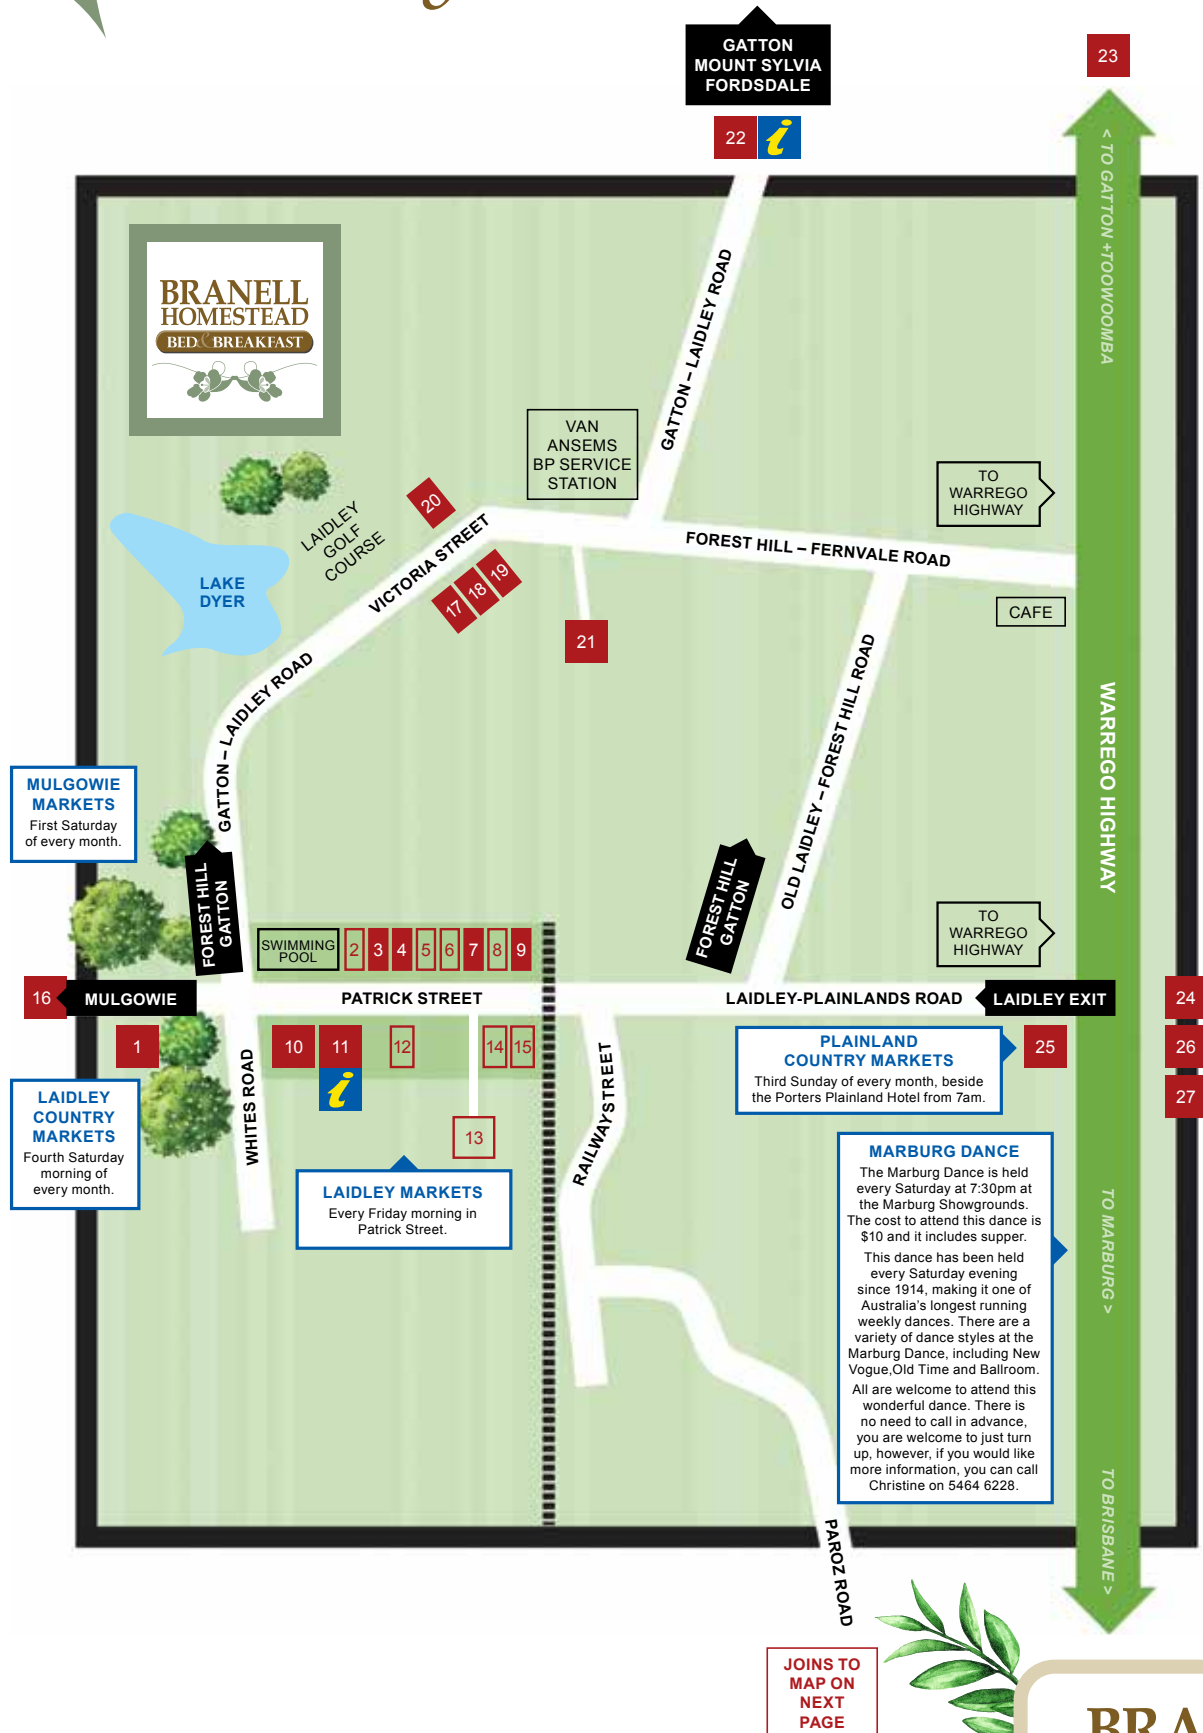 GATTON
MOUNT SYLVIA
FORDSDALE
23
22
i
< TO GATTON +TOOWOOMBA
BRANELL
HOMESTEAD
BED & BREAKFAST
GATTON – LAIDLEY ROAD
VAN
ANSEMS
BP SERVICE
STATION
TO
WARREGO
HIGHWAY
20
LAIDLEY
GOLF
COURSE
VICTORIA STREET
FOREST HILL – FERNVALE ROAD
LAKE
DYER
17
18
19
CAFE
21
GATTON – LAIDLEY ROAD
OLD LAIDLEY – FOREST HILL ROAD
WARREGO HIGHWAY
MULGOWIE
MARKETS
First Saturday
of every month.
FOREST HILL
GATTON
FOREST HILL
GATTON
TO
WARREGO
HIGHWAY
SWIMMING
POOL
2
3
4
5
6
7
8
9
16
MULGOWIE
PATRICK STREET
LAIDLEY-PLAINLANDS ROAD
LAIDLEY EXIT
24
1
10
11
i
12
14
15
25
26
27
WHITES ROAD
13
RAILWAYSTREET
PLAINLAND
COUNTRY MARKETS
Third Sunday of every month, beside
the Porters Plainland Hotel from 7am.
LAIDLEY
COUNTRY
MARKETS
Fourth Saturday
morning of
every month.
LAIDLEY MARKETS
Every Friday morning in
Patrick Street.
MARBURG DANCE
The Marburg Dance is held
every Saturday at 7:30pm at
the Marburg Showgrounds.
The cost to attend this dance is
$10 and it includes supper.
This dance has been held
every Saturday evening
since 1914, making it one of
Australia's longest running
weekly dances. There are a
variety of dance styles at the
Marburg Dance, including New
Vogue,Old Time and Ballroom.
All are welcome to attend this
wonderful dance. There is
no need to call in advance,
you are welcome to just turn
up, however, if you would like
more information, you can call
Christine on 5464 6228.
TO MARBURG >
TO BRISBANE >
PAROZ ROAD
JOINS TO
MAP ON
NEXT
PAGE
BRA